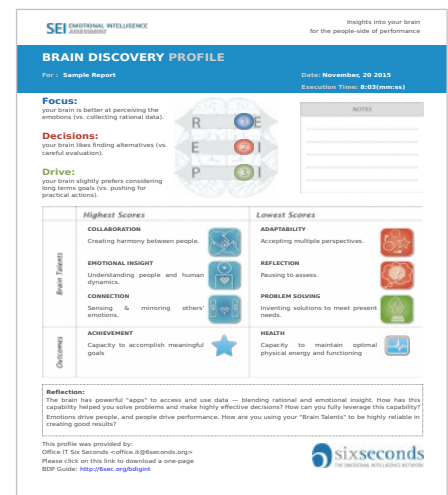 SEI EMOTIONAL INTELLIGENCE
ASSESSMENT
Insights into your brain
for the people-side of performance
BRAIN DISCOVERY PROFILE
For : Sample Report
Date: November, 20 2015
Execution Time: 8:03(mm:ss)
Focus:
your brain is better at perceiving the
emotions (vs. collecting rational data).
Decisions:
your brain likes finding alternatives (vs.
careful evaluation).
Drive:
your brain slightly prefers considering
long terms goals (vs. pushing for
practical actions).
R 1 E
E 2 I
P 3 I
NOTES
Highest Scores
Lowest Scores
Brain Talents
COLLABORATION
Creating harmony between people.
ADAPTABILITY
Accepting multiple perspectives.
EMOTIONAL INSIGHT
Understanding people and human
dynamics.
REFLECTION
Pausing to assess.
CONNECTION
Sensing & mirroring others'
emotions.
PROBLEM SOLVING
Inventing solutions to meet present
needs.
Outcomes
ACHIEVEMENT
Capacity to accomplish meaningful
goals
HEALTH
Capacity to maintain optimal
physical energy and functioning
Reflection:
The brain has powerful "apps" to access and use data — blending rational and emotional insight. How has this
capability helped you solve problems and make highly effective decisions? How can you fully leverage this capability?
Emotions drive people, and people drive performance. How are you using your "Brain Talents" to be highly reliable in
creating good results?
This profile was provided by:
Office IT Six Seconds <office.it@6seconds.org>
Please click on this link to download a one-page
BDP Guide: http://6sec.org/bdigint
sixseconds
THE EMOTIONAL INTELLIGENCE NETWORK